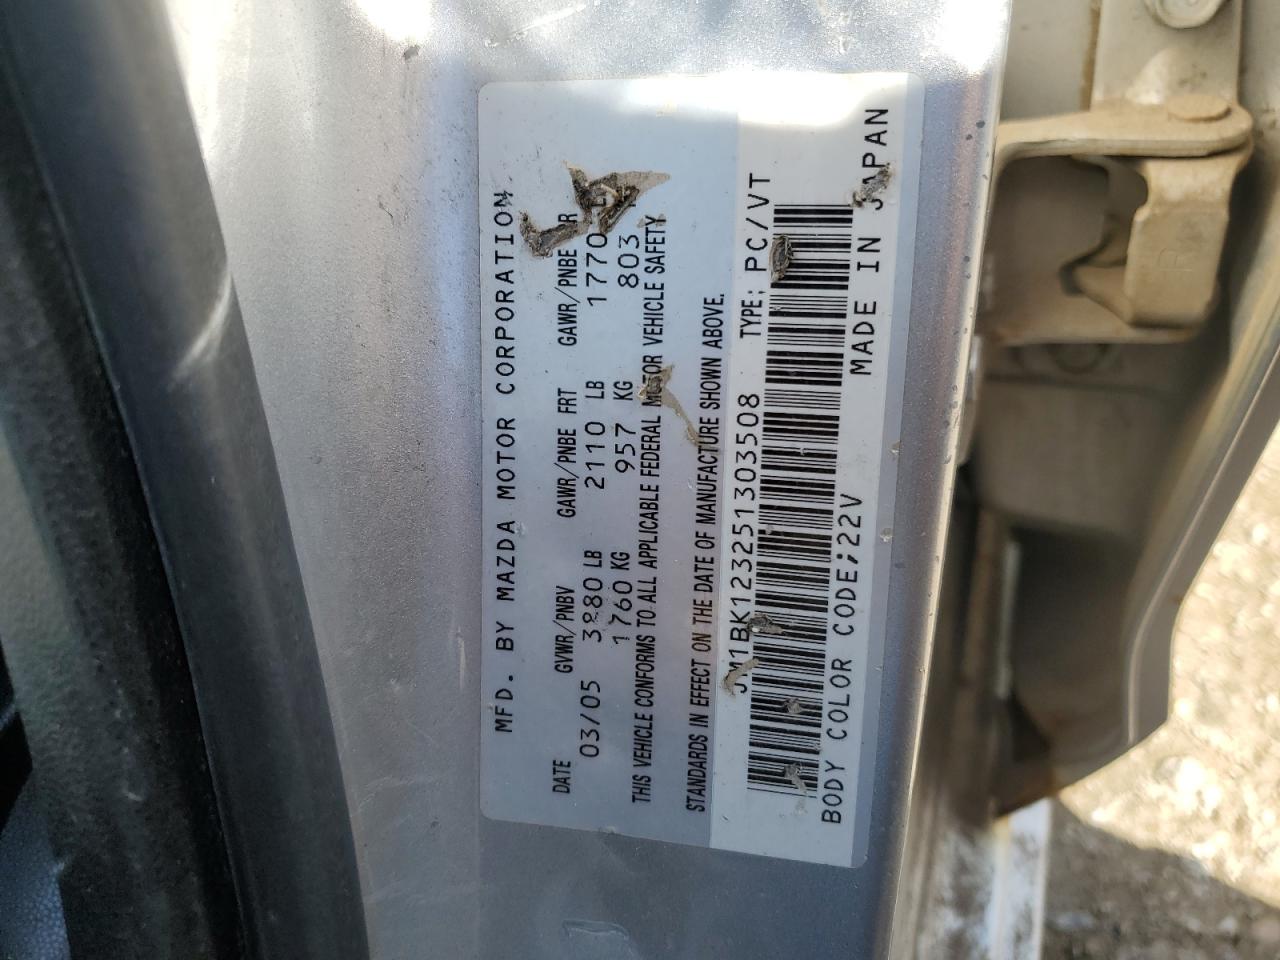 MFD. BY MAZDA MOTOR CORPORATION
DATE GVWR/PNBV GAWR/PNBE FRT GAWR/PNBE
03/05 3880 LB 2110 LB 1770
1760 KG 957 KG 803
THIS VEHICLE CONFORMS TO ALL APPLICABLE FEDERAL MOTOR VEHICLE SAFETY
STANDARDS IN EFFECT ON THE DATE OF MANUFACTURE SHOWN ABOVE.
JM1BK123251303508 TYPE: PC/VT
BODY COLOR CODE;22V MADE IN JAPAN